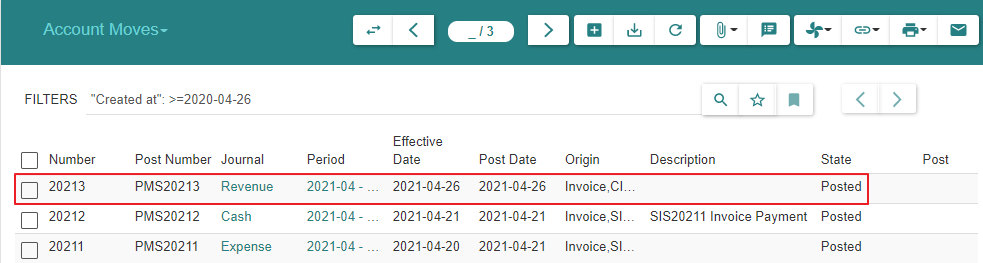 Account Moves
_ / 3
FILTERS "Created at": >=2020-04-26
Number Post Number Journal Period Effective Date Post Date Origin Description State Post
20213 PMS20213 Revenue 2021-04 - ... 2021-04-26 2021-04-26 Invoice,CI... Posted
20212 PMS20212 Cash 2021-04 - ... 2021-04-21 2021-04-21 Invoice,SI... SIS20211 Invoice Payment Posted
20211 PMS20211 Expense 2021-04 - ... 2021-04-20 2021-04-21 Invoice,SI... Posted